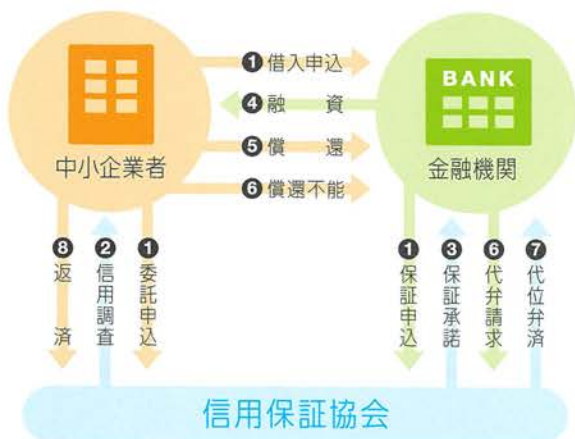 ❶借入申込
❹融資
❺償還
❻償還不能
中小企業者
BANK
金融機関
❽返済
❷信用調査
❶委託申込
❶保証申込
❸保証承諾
❻代弁請求
❼代位弁済
信用保証協会